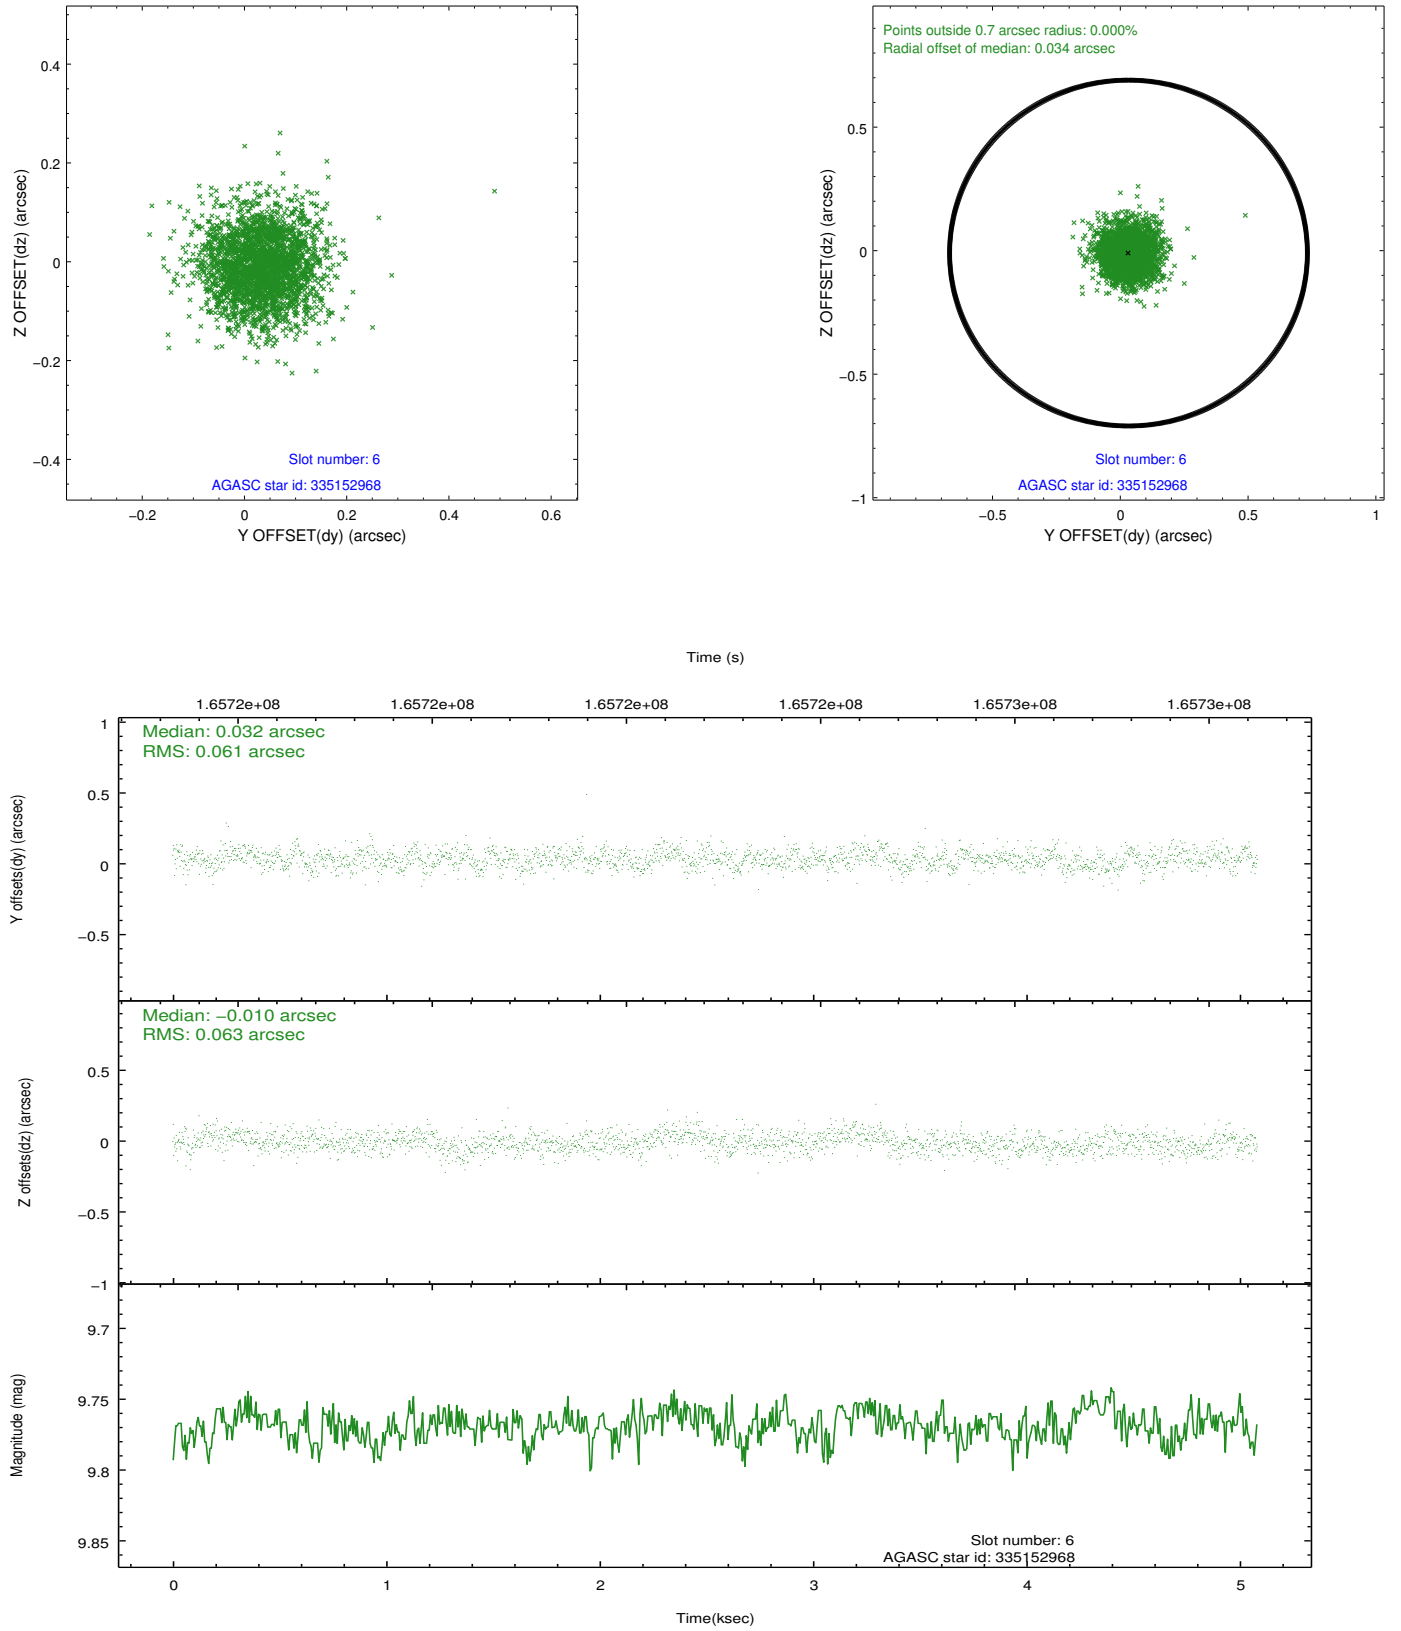 0.4
0.2
0
−0.2
−0.4
Z OFFSET(dz) (arcsec)
Slot number: 6
AGASC star id: 335152968
−0.2 0 0.2 0.4 0.6
Y OFFSET(dy) (arcsec)
Points outside 0.7 arcsec radius: 0.000%
Radial offset of median: 0.034 arcsec
0.5
0
−0.5
−1
Z OFFSET(dz) (arcsec)
Slot number: 6
AGASC star id: 335152968
−0.5 0 0.5 1
Y OFFSET(dy) (arcsec)
Time (s)
1.6572e+08 1.6572e+08 1.6572e+08 1.6572e+08 1.6573e+08 1.6573e+08
Median: 0.032 arcsec
RMS: 0.061 arcsec
1
0.5
0
−0.5
Y offsets(dy) (arcsec)
Median: −0.010 arcsec
RMS: 0.063 arcsec
0.5
0
−0.5
−1
Z offsets(dz) (arcsec)
9.7
9.75
9.8
9.85
Magnitude (mag)
Slot number: 6
AGASC star id: 335152968
0 1 2 3 4 5
Time(ksec)